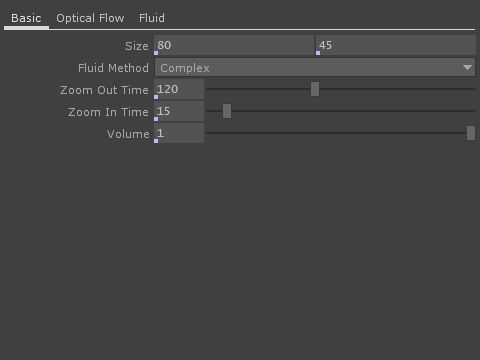 Basic Optical Flow Fluid
Size 80 45
Fluid Method Complex
Zoom Out Time 120
Zoom In Time 15
Volume 1